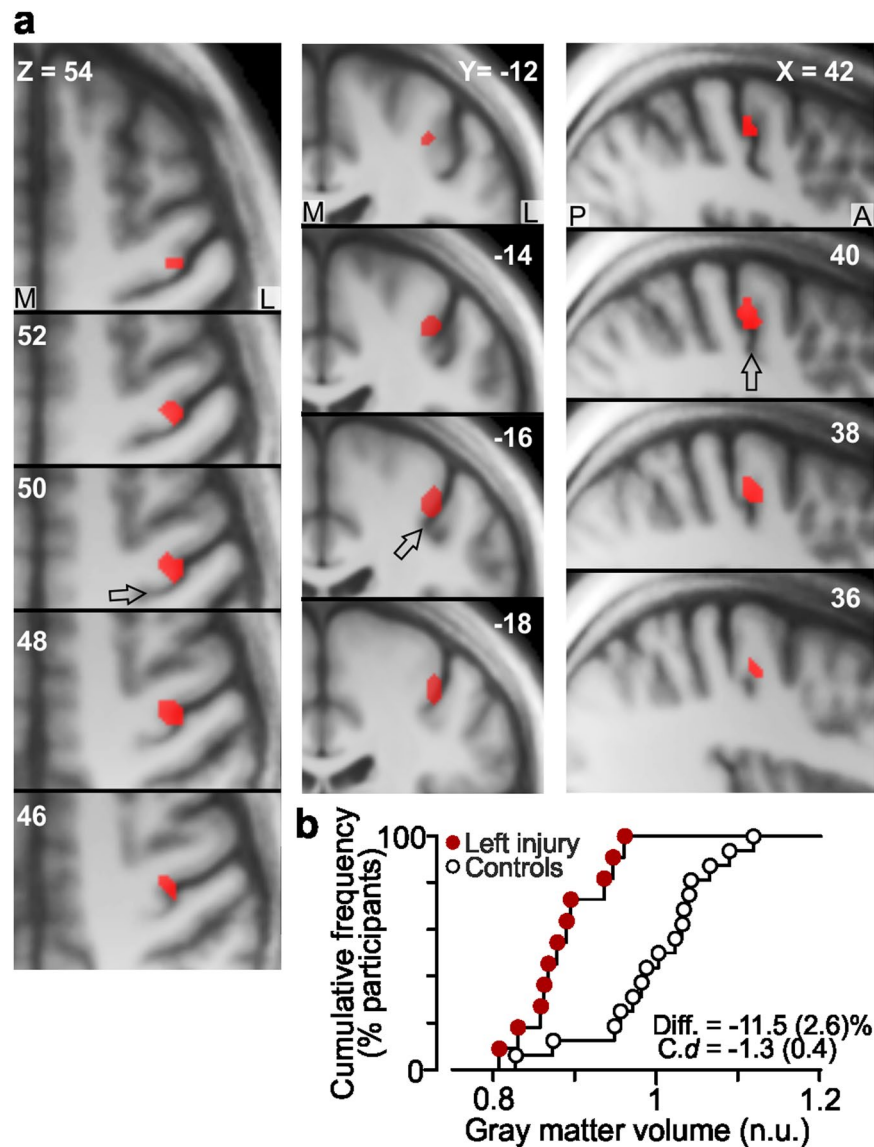 a
Z = 54
M
L
52
50
48
46
Y= -12
M
L
-14
-16
-18
X = 42
P
A
40
38
36
b
Cumulative frequency
(% participants)
100
0
Left injury
Controls
Diff. = -11.5 (2.6)%
C.d = -1.3 (0.4)
0.8
1
1.2
Gray matter volume (n.u.)